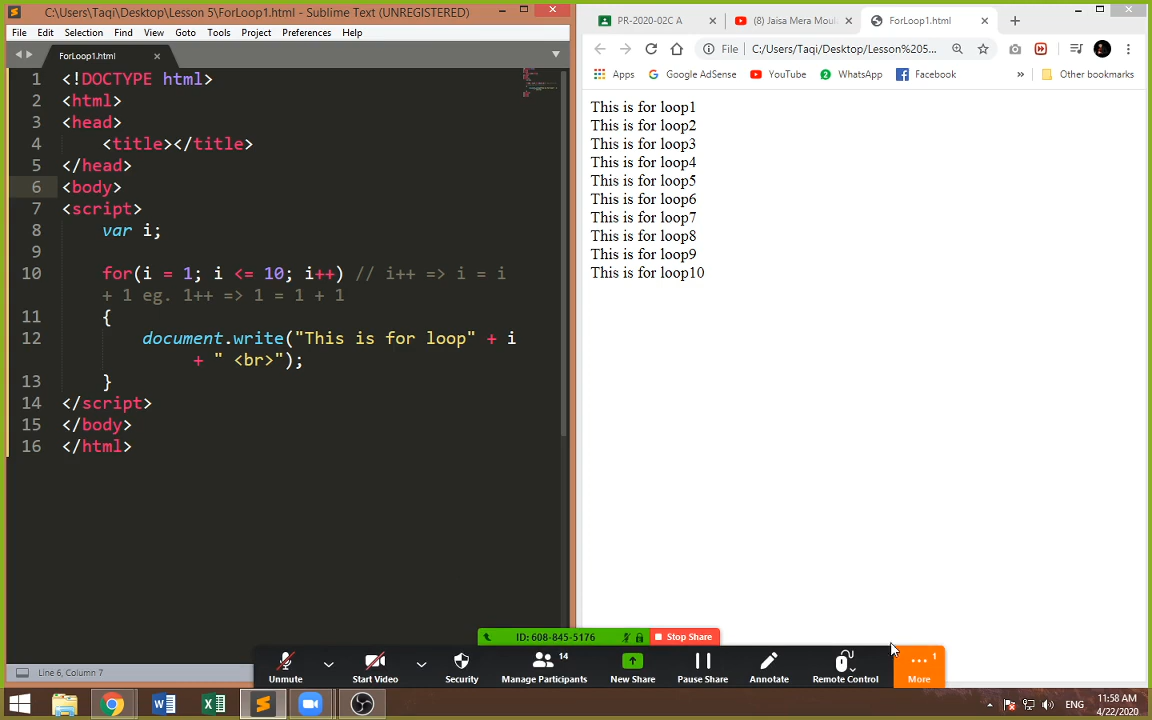 C:\Users\Taqi\Desktop\Lesson 5\ForLoop1.html - Sublime Text (UNREGISTERED)
File Edit Selection Find View Goto Tools Project Preferences Help
ForLoop1.html
1 <!DOCTYPE html>
2 <html>
3 <head>
4 <title></title>
5 </head>
6 <body>
7 <script>
8 var i;
9
10 for(i = 1; i <= 10; i++) // i++ => i = i
+ 1 eg. 1++ => 1 = 1 + 1
11 {
12 document.write("This is for loop" + i
+ " <br>");
13 }
14 </script>
15 </body>
16 </html>
Line 6, Column 7
PR-2020-02C A
(8) Jaisa Mera Moul
ForLoop1.html
File C:/Users/Taqi/Desktop/Lesson%205...
Apps Google AdSense YouTube WhatsApp Facebook » Other bookmarks
This is for loop1
This is for loop2
This is for loop3
This is for loop4
This is for loop5
This is for loop6
This is for loop7
This is for loop8
This is for loop9
This is for loop10
ID: 608-845-5176 Stop Share
14
1
Unmute Start Video Security Manage Participants New Share Pause Share Annotate Remote Control More
ENG
11:58 AM
4/22/2020